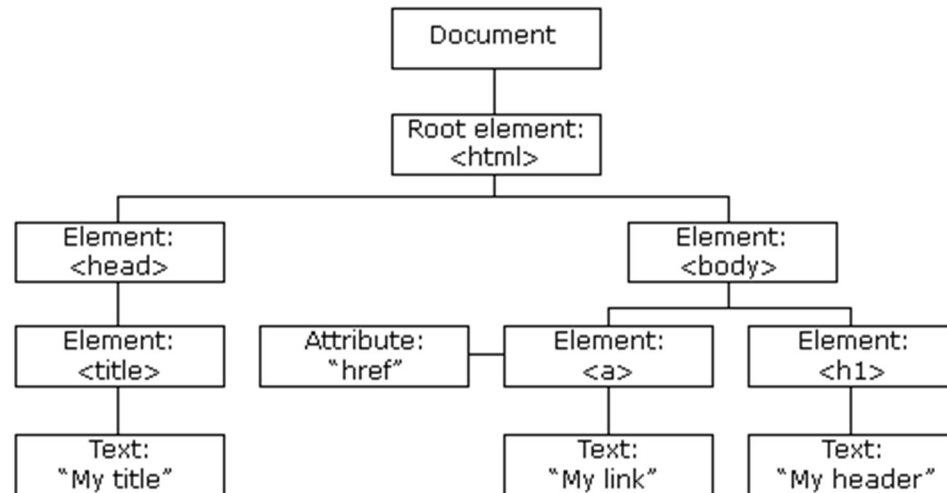 Document
Root element:
<html>
Element:
<head>
Element:
<body>
Element:
<title>
Attribute:
“href”
Element:
<a>
Element:
<h1>
Text:
“My title”
Text:
“My link”
Text:
“My header”